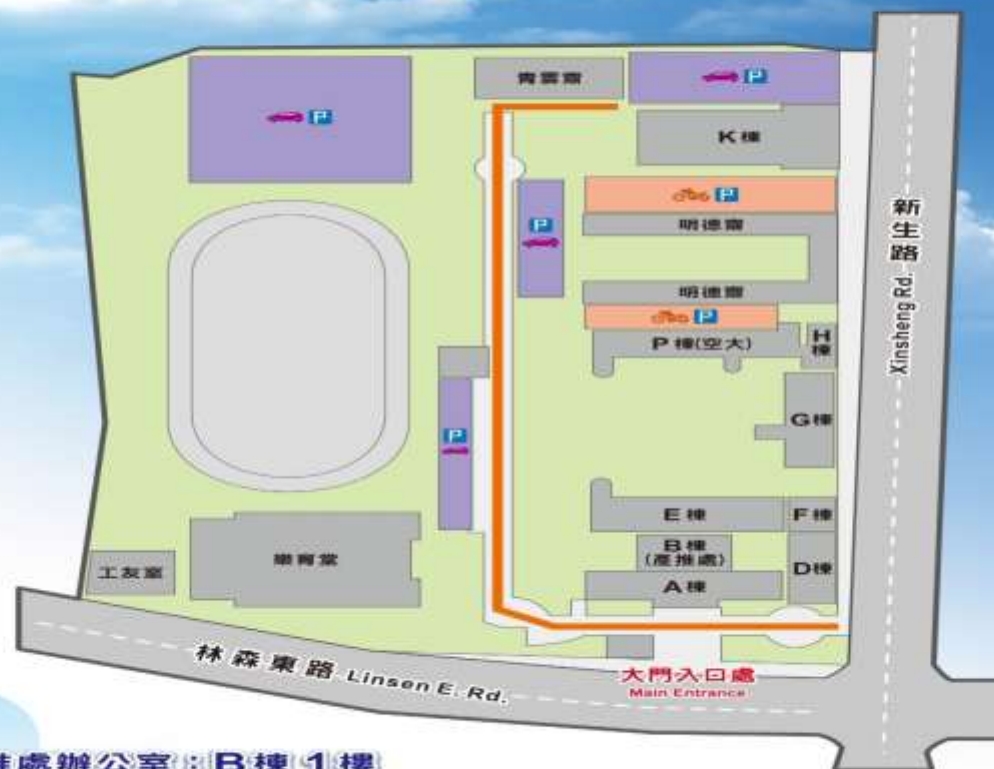 青雲齋
P
P
K棟
P
明德齋
P
明德齋
P
P棟(空大)
H棟
新生路 Xinsheng Rd.
G棟
P
E棟
F棟
B棟
(產推處)
D棟
A棟
樂育堂
工友室
林森東路 Linsen E. Rd.
大門入口處
Main Entrance
推處辦公室：B棟 1樓